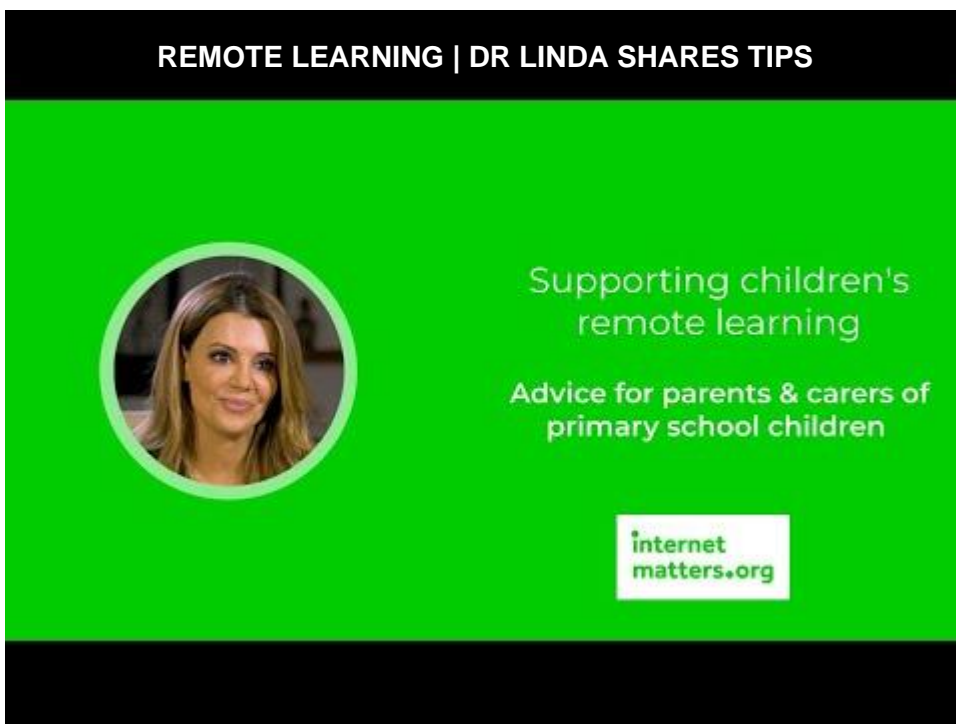 REMOTE LEARNING | DR LINDA SHARES TIPS
Supporting children's
remote learning
Advice for parents & carers of
primary school children
internet
matters.org